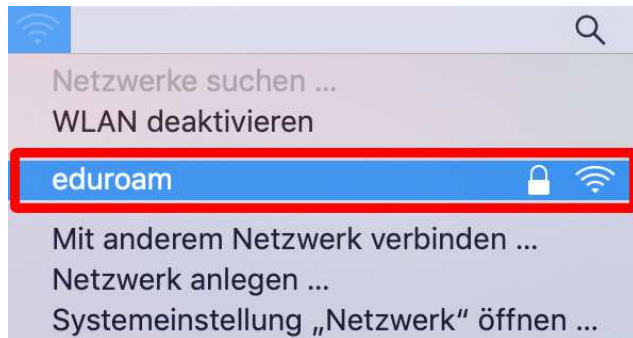 Netzwerke suchen ...
WLAN deaktivieren
eduroam
Mit anderem Netzwerk verbinden ...
Netzwerk anlegen ...
Systemeinstellung „Netzwerk“ öffnen ...